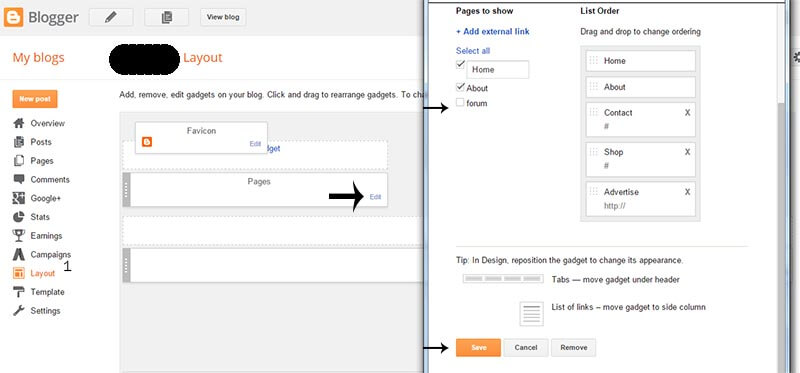 Blogger
View blog
My blogs
Layout
New post
Add, remove, edit gadgets on your blog. Click and drag to rearrange gadgets. To cha
Overview
Posts
Pages
Comments
Google+
Stats
Earnings
Campaigns
Layout 1
Template
Settings
Favicon
Edit
dget
Pages
Edit
Pages to show
+ Add external link
Select all
Home
About
forum
List Order
Drag and drop to change ordering
Home
About
Contact X
#
Shop X
#
Advertise X
http://
Tip: In Design, reposition the gadget to change its appearance.
Tabs — move gadget under header
List of links – move gadget to side column
Save Cancel Remove